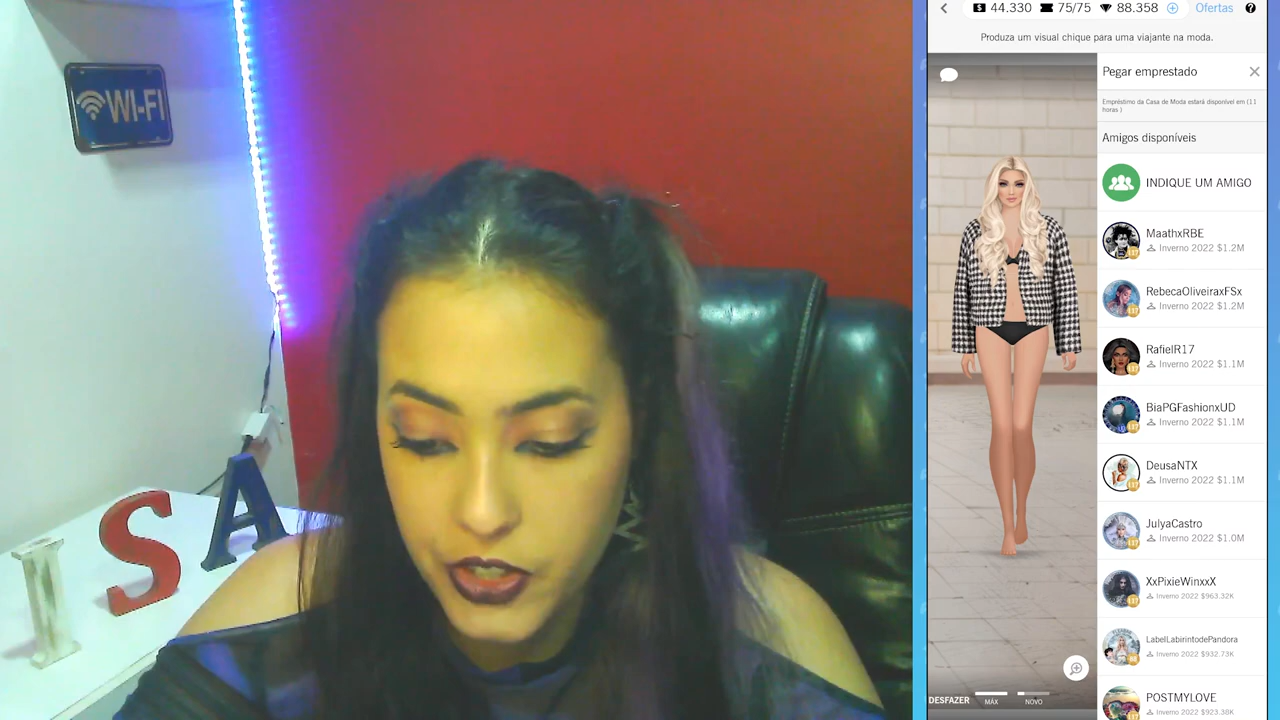 WI-FI
I S A
44.330 75/75 88.358 Ofertas ?
Produza um visual chique para uma viajante na moda.
Pegar emprestado
Empréstimo da Casa de Moda estará disponível em (11
horas )
Amigos disponíveis
INDIQUE UM AMIGO
MaathxRBE
Inverno 2022 $1.2M
RebecaOliveiraxFSx
Inverno 2022 $1.2M
RafielR17
Inverno 2022 $1.1M
BiaPGFashionxUD
Inverno 2022 $1.1M
DeusaNTX
Inverno 2022 $1.1M
JulyaCastro
Inverno 2022 $1.0M
XxPixieWinxxX
Inverno 2022 $963.32K
LabelLabirintodePandora
Inverno 2022 $932.73K
POSTMYLOVE
Inverno 2022 $923.38K
DESFAZER
MÁX
NOVO